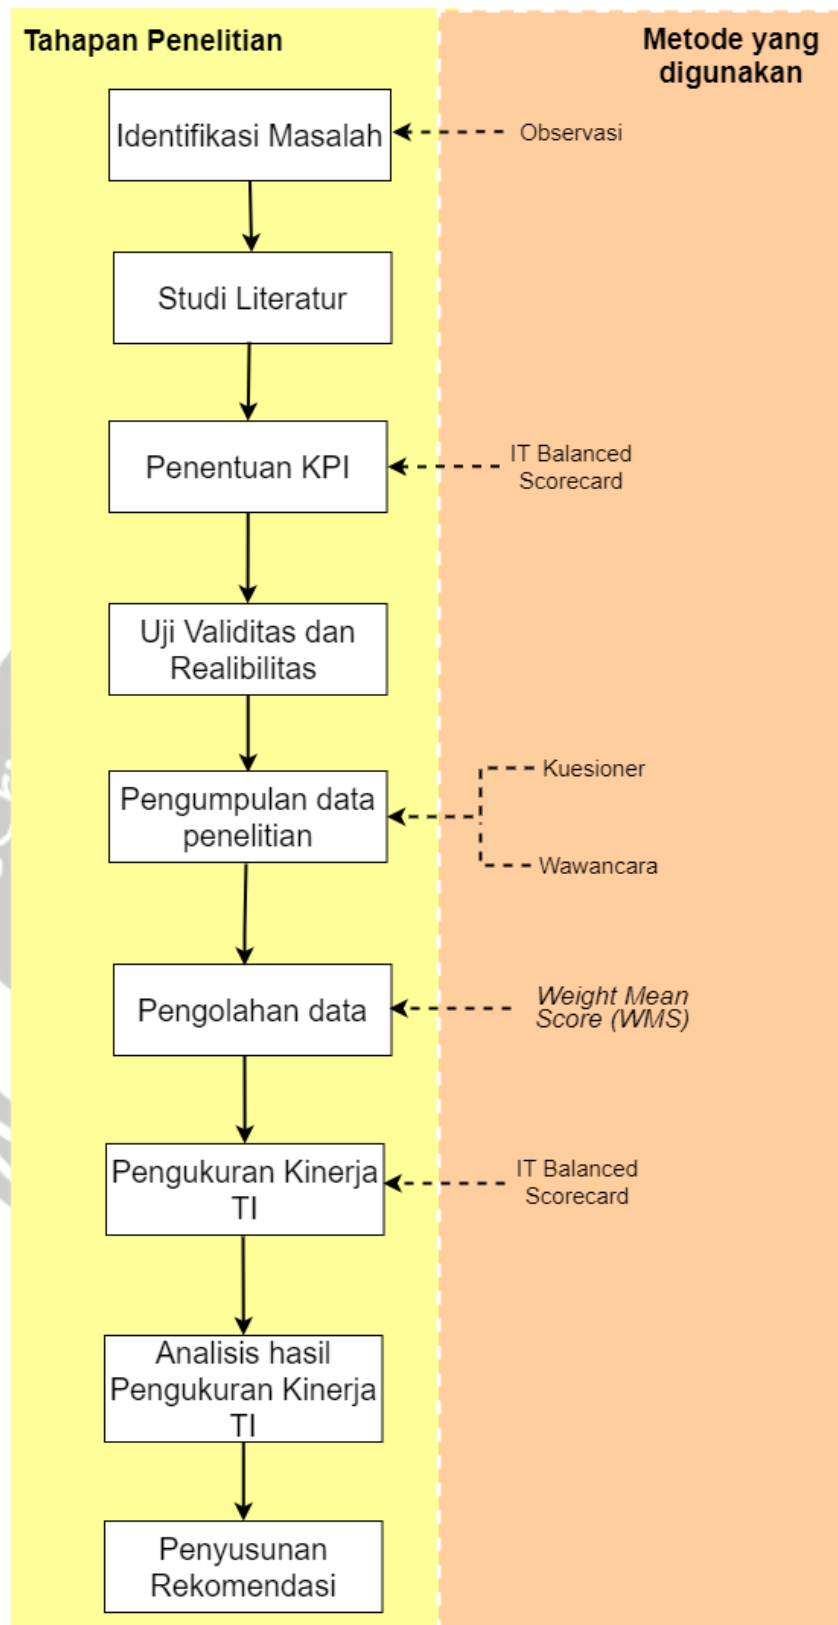 Tahapan Penelitian
Metode yang
digunakan
Identifikasi Masalah
Observasi
Studi Literatur
Penentuan KPI
IT Balanced
Scorecard
Uji Validitas dan
Realibilitas
Pengumpulan data
penelitian
Kuesioner
Wawancara
Pengolahan data
Weight Mean
Score (WMS)
Pengukuran Kinerja
TI
IT Balanced
Scorecard
Analisis hasil
Pengukuran Kinerja
TI
Penyusunan
Rekomendasi